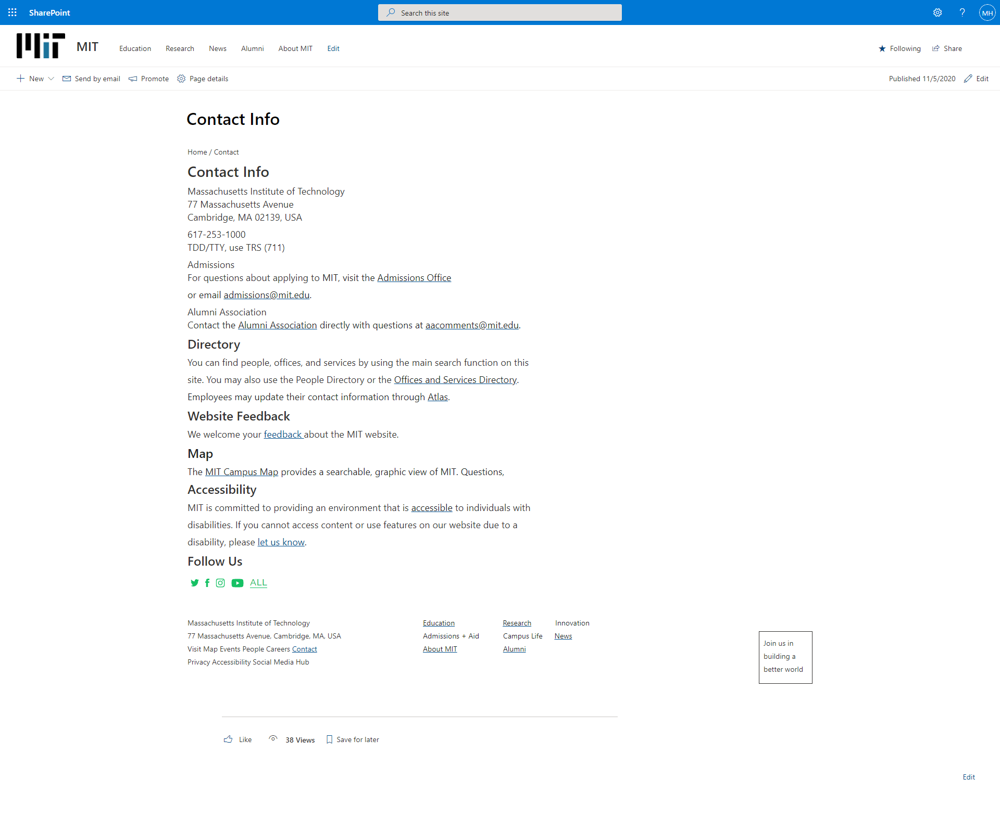 SharePoint
Search this site
MH
MIT
MIT
Education
Research
News
Alumni
About MIT
Edit
Following
Share
New
Send by email
Promote
Page details
Published 11/5/2020
Edit
Contact Info
Home / Contact
Contact Info
Massachusetts Institute of Technology
77 Massachusetts Avenue
Cambridge, MA 02139, USA
617-253-1000
TDD/TTY, use TRS (711)
Admissions
For questions about applying to MIT, visit the Admissions Office
or email admissions@mit.edu.
Alumni Association
Contact the Alumni Association directly with questions at aacomments@mit.edu.
Directory
You can find people, offices, and services by using the main search function on this
site. You may also use the People Directory or the Offices and Services Directory.
Employees may update their contact information through Atlas.
Website Feedback
We welcome your feedback about the MIT website.
Map
The MIT Campus Map provides a searchable, graphic view of MIT. Questions,
Accessibility
MIT is committed to providing an environment that is accessible to individuals with
disabilities. If you cannot access content or use features on our website due to a
disability, please let us know.
Follow Us
ALL
Massachusetts Institute of Technology
77 Massachusetts Avenue, Cambridge, MA, USA
Visit Map Events People Careers Contact
Privacy Accessibility Social Media Hub
Education Research Innovation
Admissions + Aid Campus Life News
About MIT Alumni
Join us in
building a
better world
Like
38 Views
Save for later
Edit